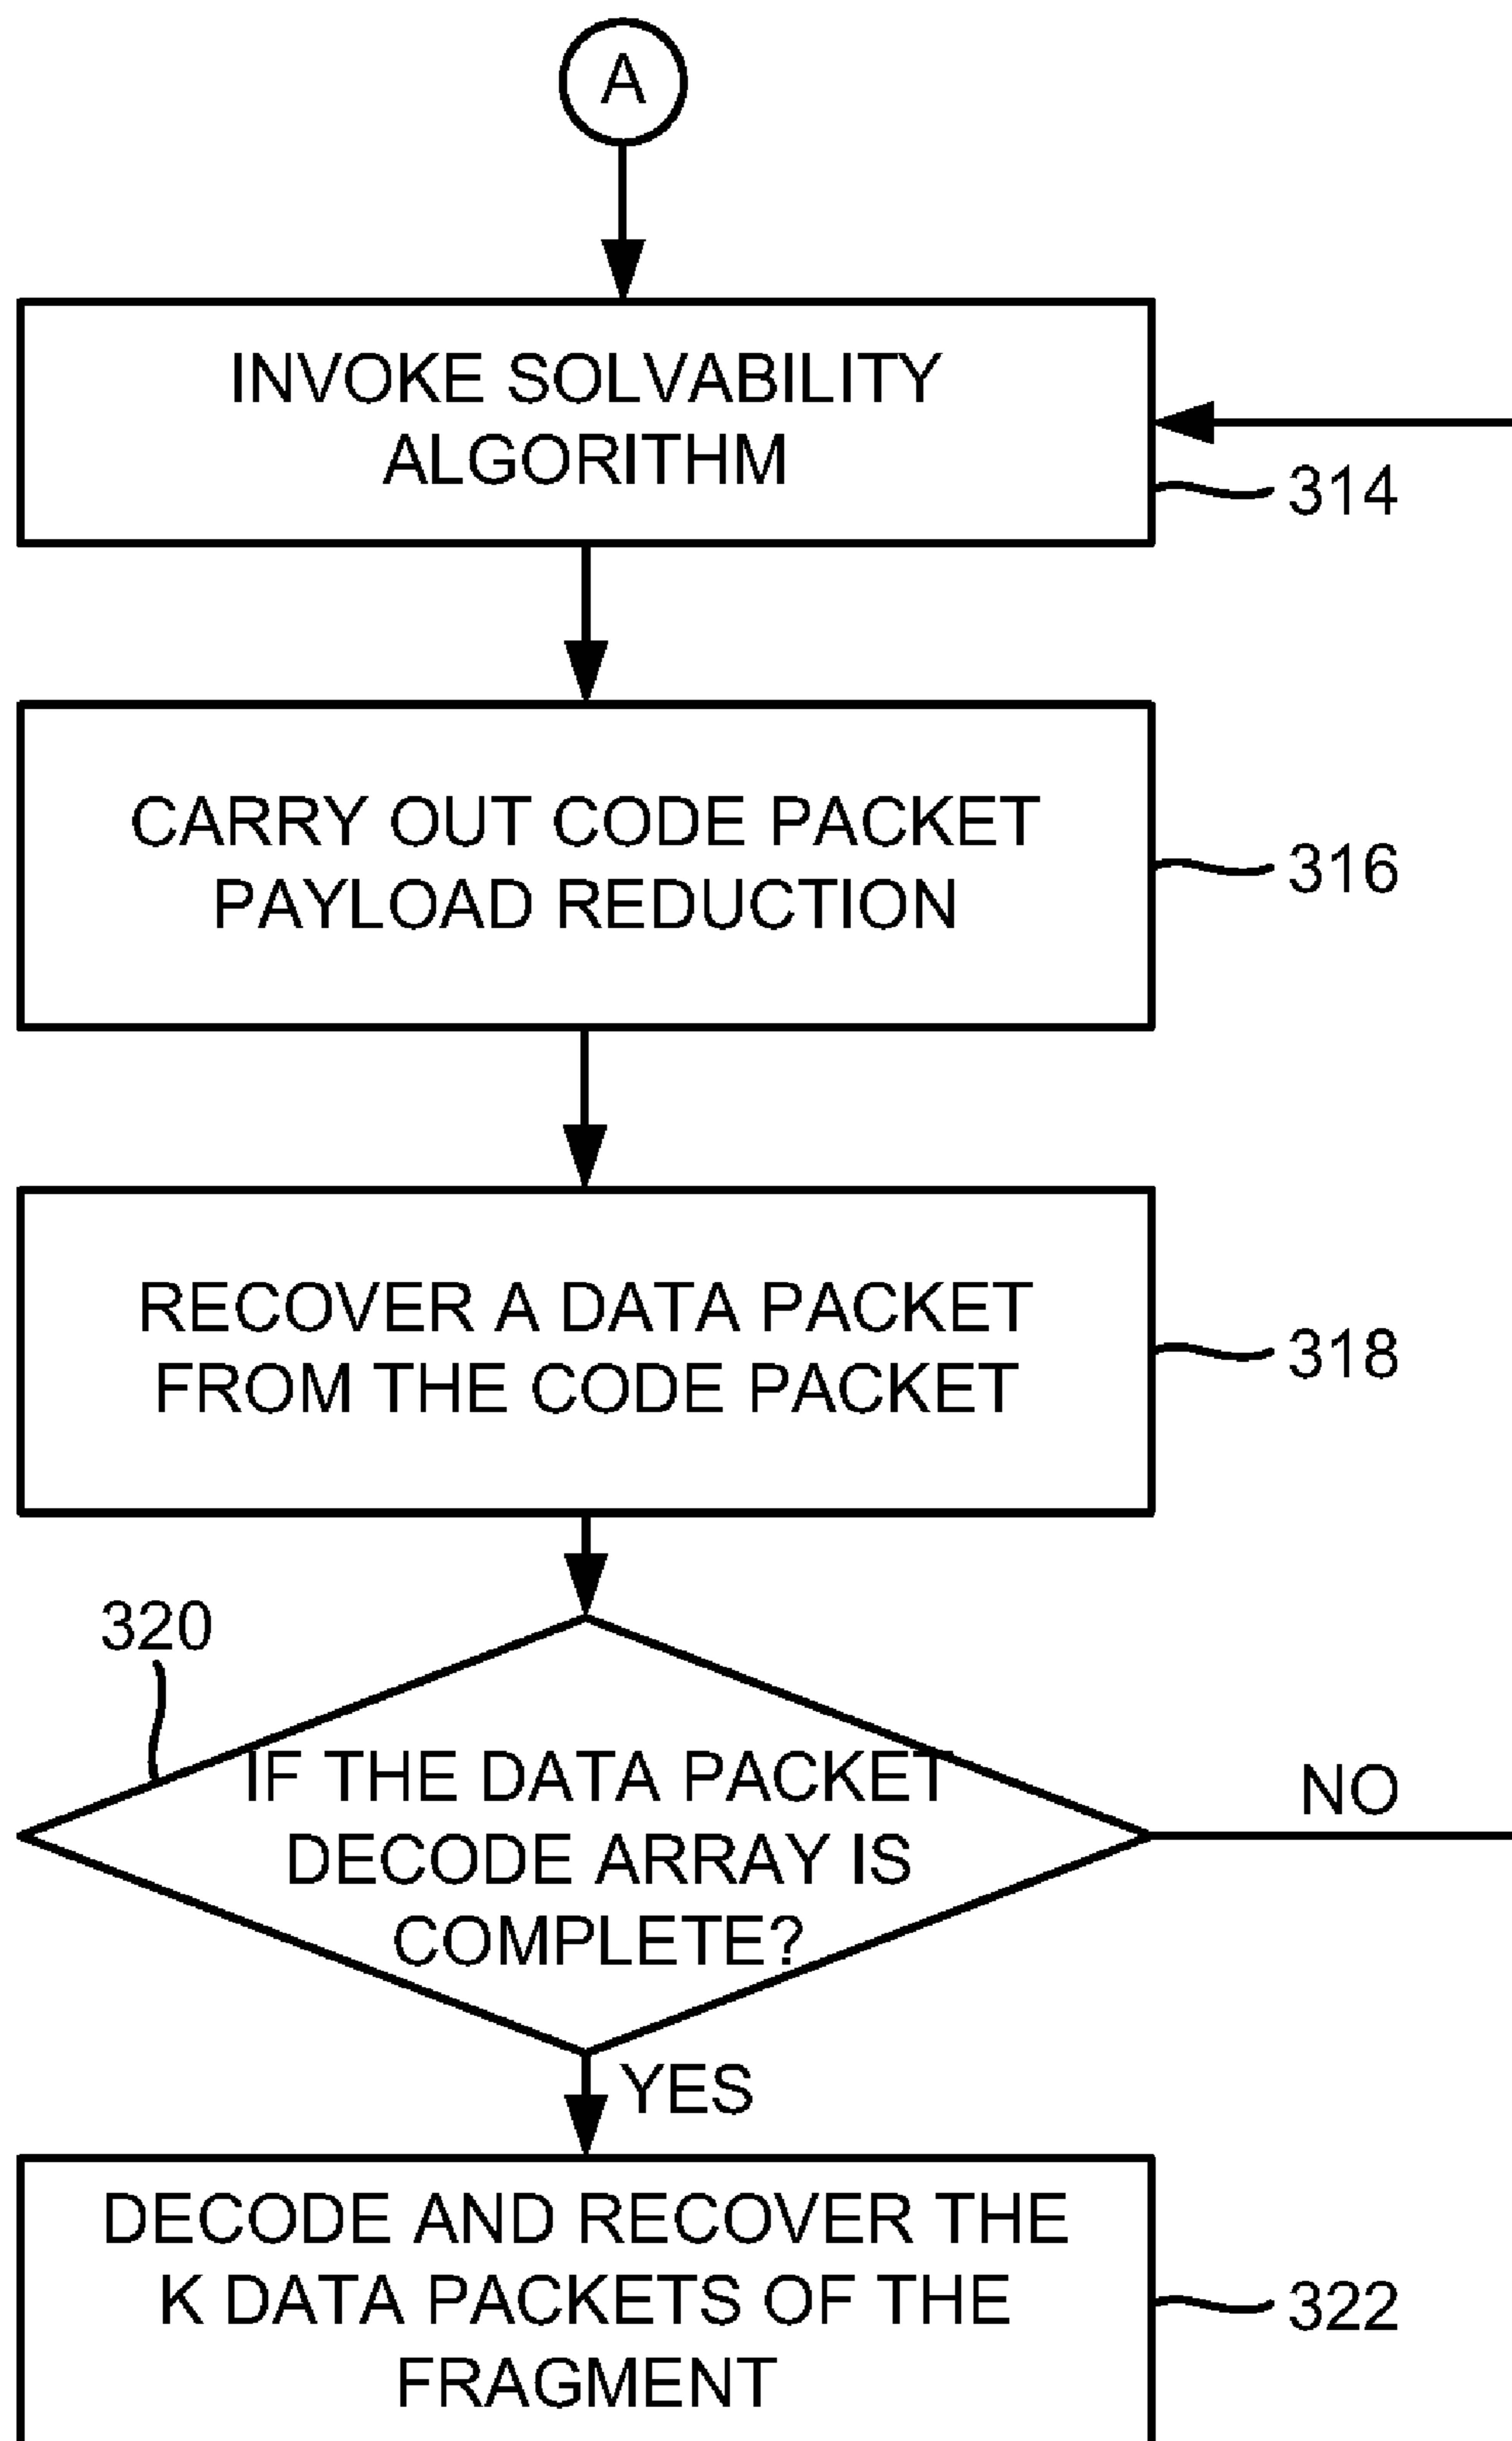 A
INVOKE SOLVABILITY
ALGORITHM
314
CARRY OUT CODE PACKET
PAYLOAD REDUCTION
316
RECOVER A DATA PACKET
FROM THE CODE PACKET
318
320
IF THE DATA PACKET
DECODE ARRAY IS
COMPLETE?
NO
YES
DECODE AND RECOVER THE
K DATA PACKETS OF THE
FRAGMENT
322